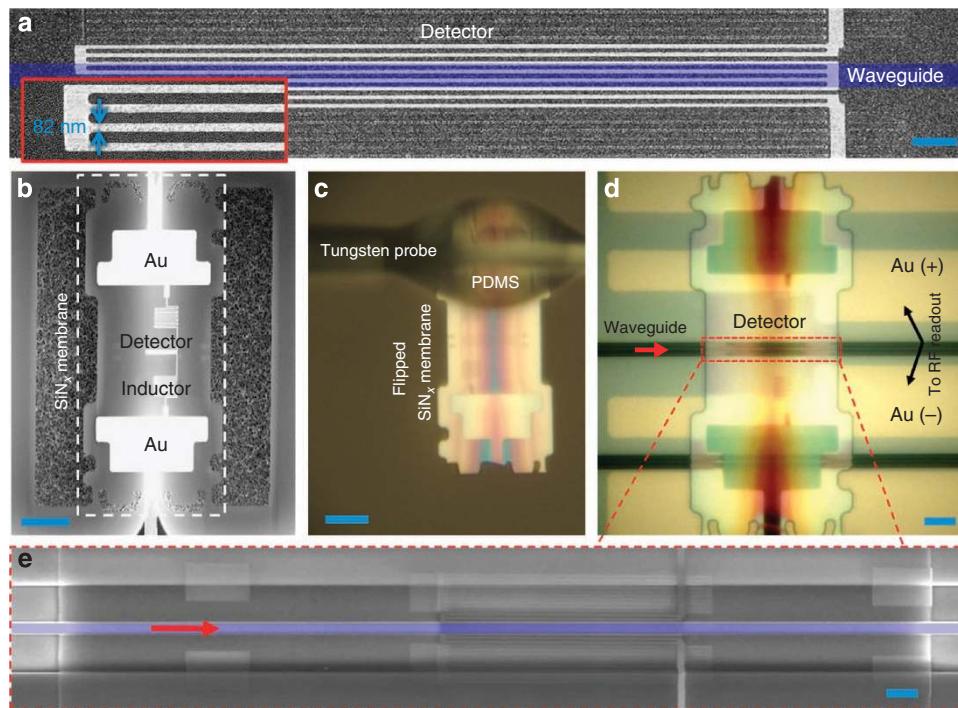 a
Detector
Waveguide
82 nm
b
Au
SiNx membrane
Detector
Inductor
Au
c
Tungsten probe
PDMS
Flipped
SiNx membrane
d
Au (+)
Waveguide
Detector
To RF readout
Au (–)
e